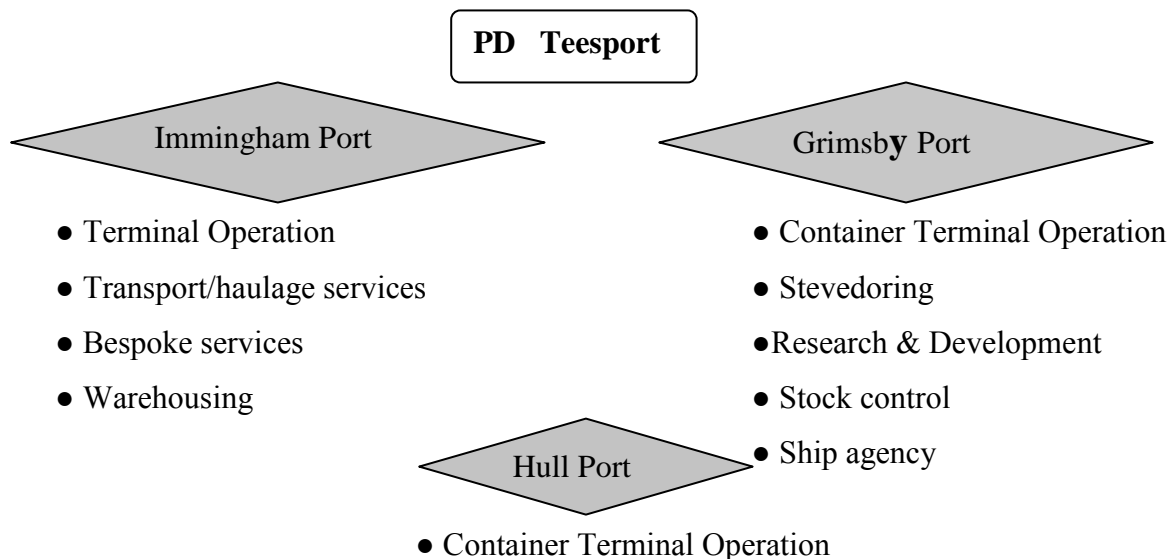 PD Teesport
Immingham Port
Grimsby Port
● Terminal Operation
● Transport/haulage services
● Bespoke services
● Warehousing
● Container Terminal Operation
● Stevedoring
●Research & Development
● Stock control
● Ship agency
Hull Port
● Container Terminal Operation